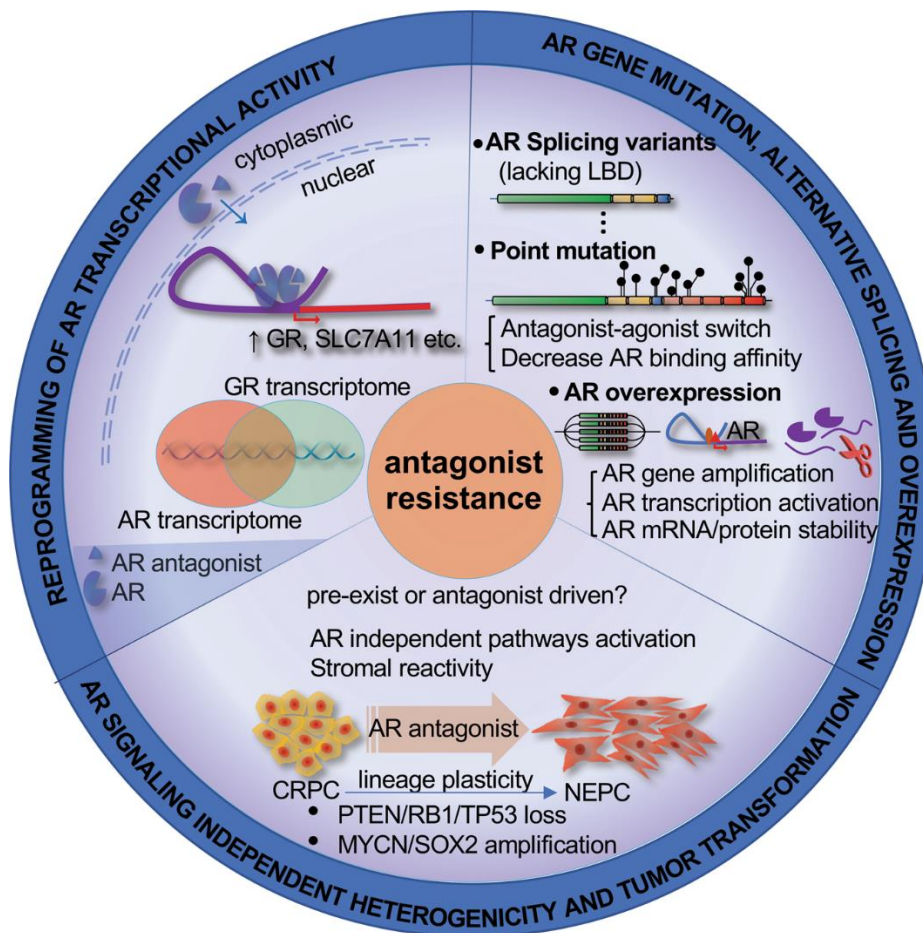 REPROGRAMMING OF AR TRANSCRIPTIONAL ACTIVITY
cytoplasmic
nuclear
↑ GR, SLC7A11 etc.
GR transcriptome
AR transcriptome
AR antagonist
AR
AR GENE MUTATION, ALTERNATIVE SPLICING AND OVEREXPRESSION
• AR Splicing variants
(lacking LBD)
• Point mutation
Antagonist-agonist switch
Decrease AR binding affinity
• AR overexpression
AR
AR gene amplification
AR transcription activation
AR mRNA/protein stability
antagonist
resistance
pre-exist or antagonist driven?
AR independent pathways activation
Stromal reactivity
AR antagonist
lineage plasticity
CRPC
NEPC
• PTEN/RB1/TP53 loss
• MYCN/SOX2 amplification
AR SIGNALING INDEPENDENT HETEROGENICITY AND TUMOR TRANSFORMATION